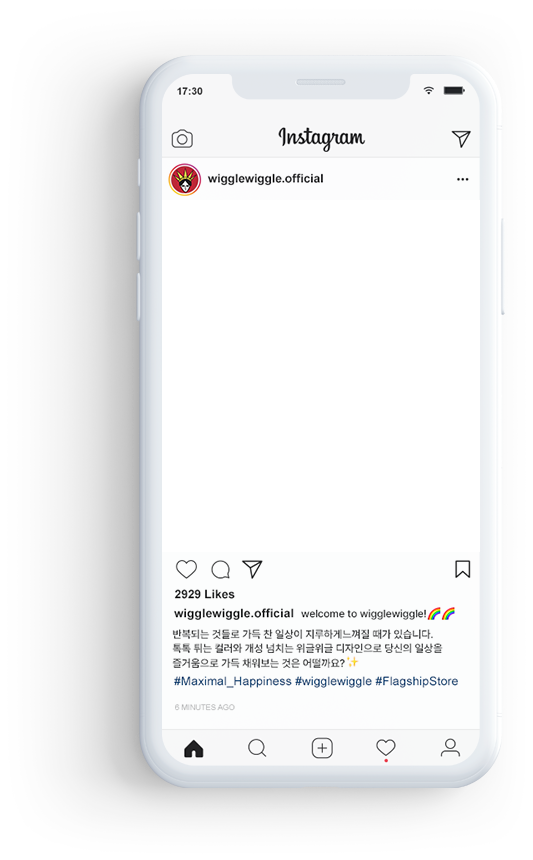 17:30
Instagram
wigglewiggle.official
2929 Likes
wigglewiggle.official welcome to wigglewiggle!🌈🌈
반복되는 것들로 가득 찬 일상이 지루하게느껴질 때가 있습니다.
톡톡 튀는 컬러와 개성 넘치는 위글위글 디자인으로 당신의 일상을
즐거움으로 가득 채워보는 것은 어떨까요?✨
#Maximal_Happiness #wigglewiggle #FlagshipStore
6 MINUTES AGO